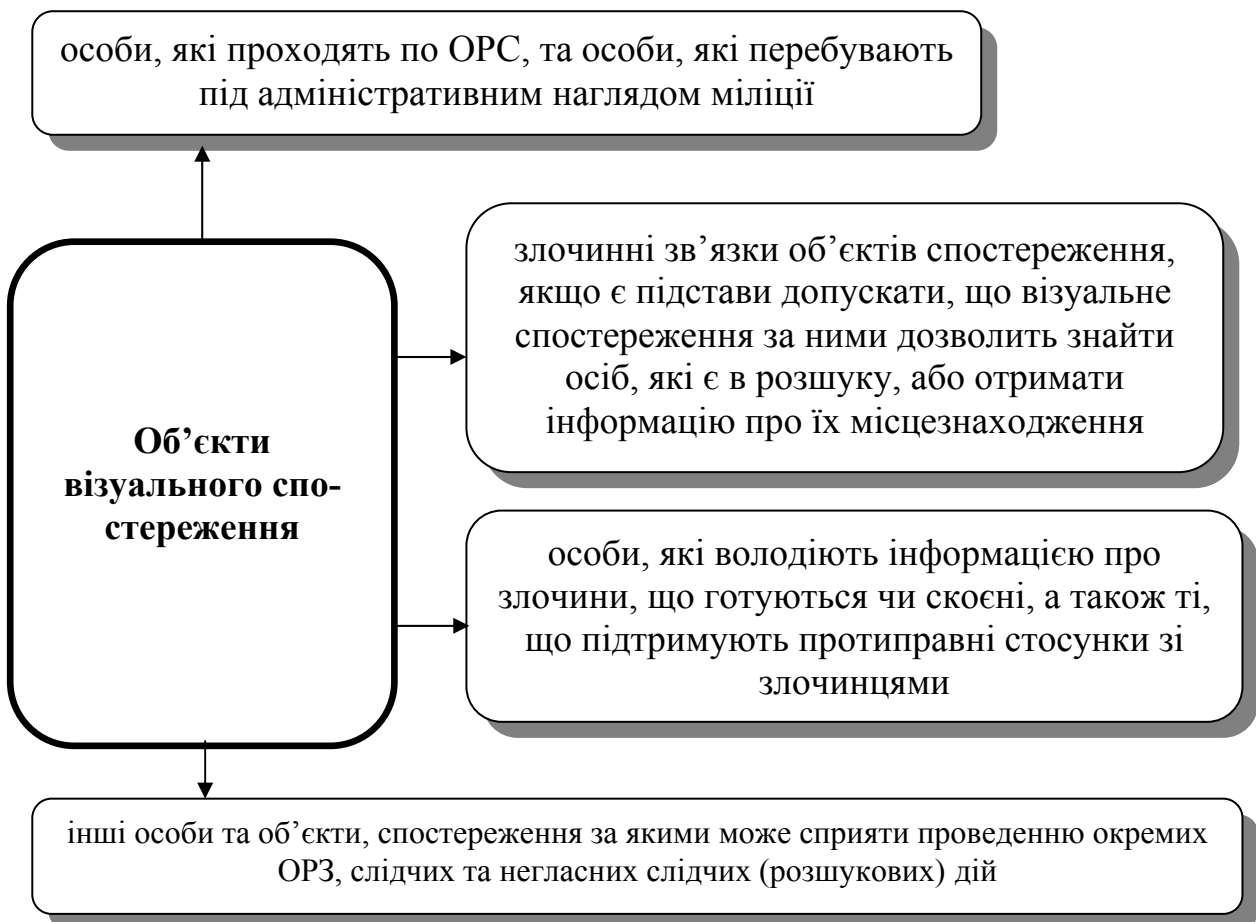 особи, які проходять по ОРС, та особи, які перебувають
під адміністративним наглядом міліції
злочинні зв’язки об’єктів спостереження,
якщо є підстави допускати, що візуальне
спостереження за ними дозволить знайти
осіб, які є в розшуку, або отримати
інформацію про їх місцезнаходження
Об’єкти
візуального спо-
стереження
особи, які володіють інформацією про
злочини, що готуються чи скоєні, а також ті,
що підтримують протиправні стосунки зі
злочинцями
інші особи та об’єкти, спостереження за якими може сприяти проведенню окремих
ОРЗ, слідчих та негласних слідчих (розшукових) дій